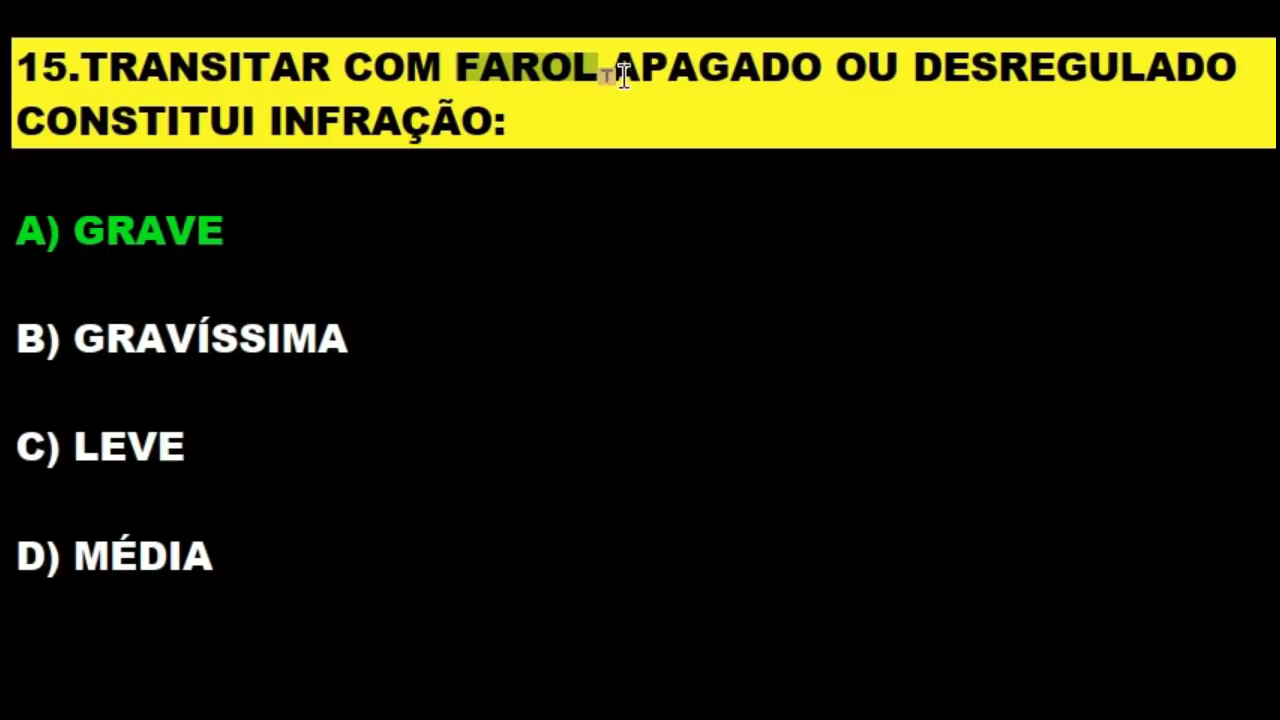 15.TRANSITAR COM FAROL APAGADO OU DESREGULADO
CONSTITUI INFRAÇÃO:
A) GRAVE
B) GRAVÍSSIMA
C) LEVE
D) MÉDIA